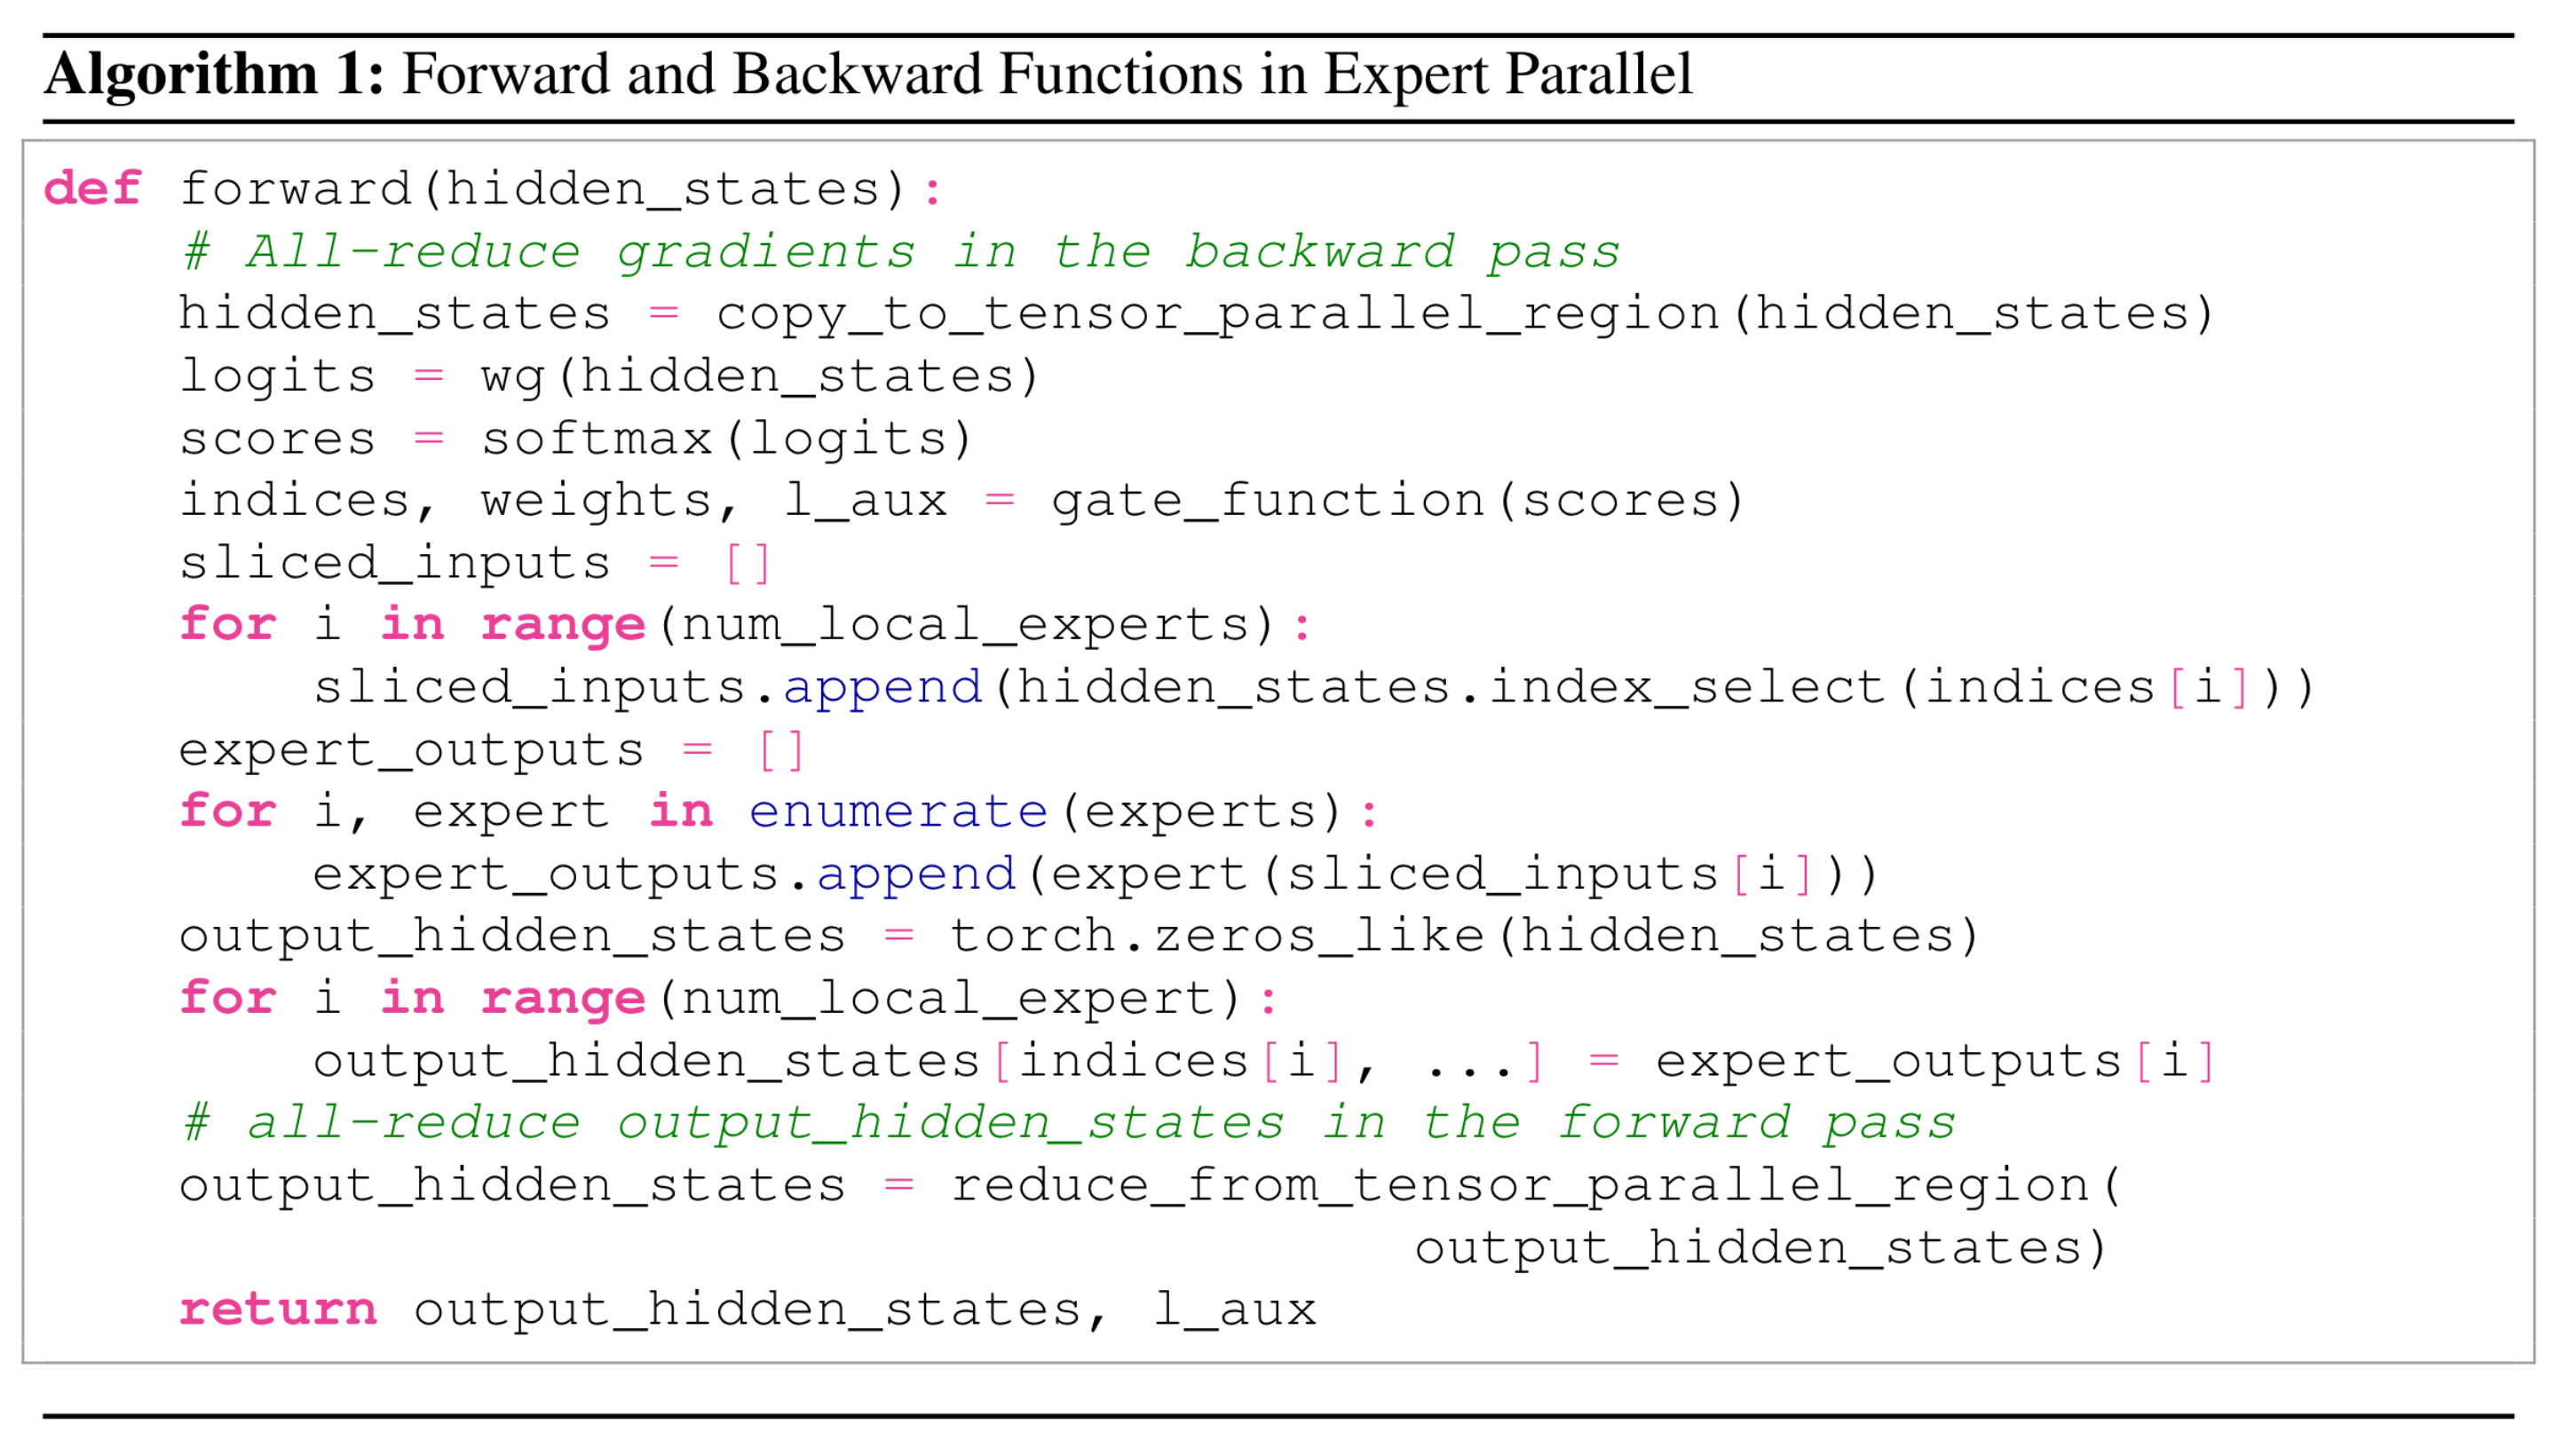 Algorithm 1: Forward and Backward Functions in Expert Parallel
def forward(hidden_states):
    # All-reduce gradients in the backward pass
    hidden_states = copy_to_tensor_parallel_region(hidden_states)
    logits = wg(hidden_states)
    scores = softmax(logits)
    indices, weights, l_aux = gate_function(scores)
    sliced_inputs = []
    for i in range(num_local_experts):
        sliced_inputs.append(hidden_states.index_select(indices[i]))
    expert_outputs = []
    for i, expert in enumerate(experts):
        expert_outputs.append(expert(sliced_inputs[i]))
    output_hidden_states = torch.zeros_like(hidden_states)
    for i in range(num_local_expert):
        output_hidden_states[indices[i], ...] = expert_outputs[i]
    # all-reduce output_hidden_states in the forward pass
    output_hidden_states = reduce_from_tensor_parallel_region(
                                         output_hidden_states)
    return output_hidden_states, l_aux